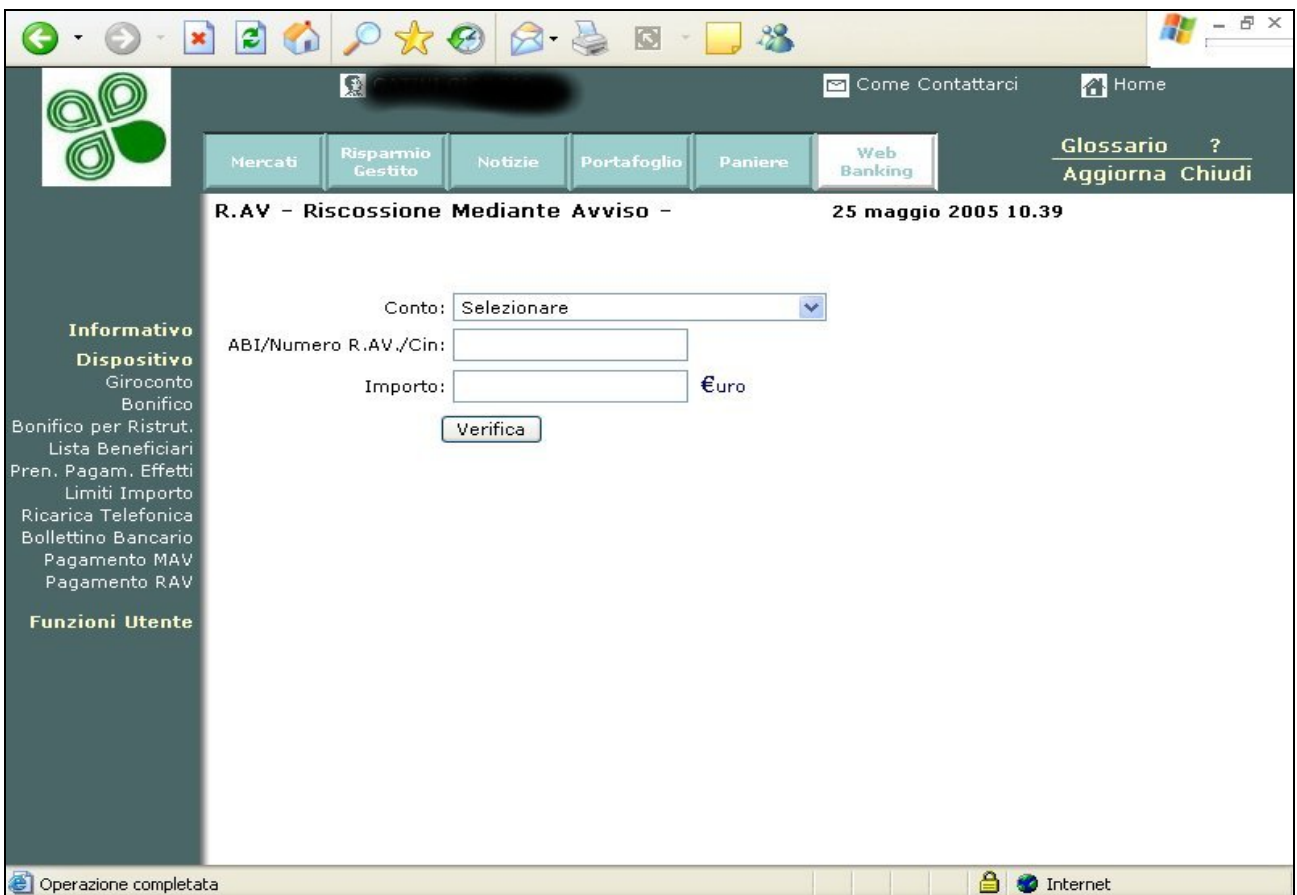 Come Contattarci
Home
Mercati
Risparmio
Gestito
Notizie
Portafoglio
Paniere
Web
Banking
Glossario ?
Aggiorna Chiudi
R.AV - Riscossione Mediante Avviso -
25 maggio 2005 10.39
Conto: Selezionare
ABI/Numero R.AV./Cin:
Importo: €uro
Verifica
Informativo
Dispositivo
Giroconto
Bonifico
Bonifico per Ristrut.
Lista Beneficiari
Pren. Pagam. Effetti
Limiti Importo
Ricarica Telefonica
Bollettino Bancario
Pagamento MAV
Pagamento RAV
Funzioni Utente
Operazione completata
Internet